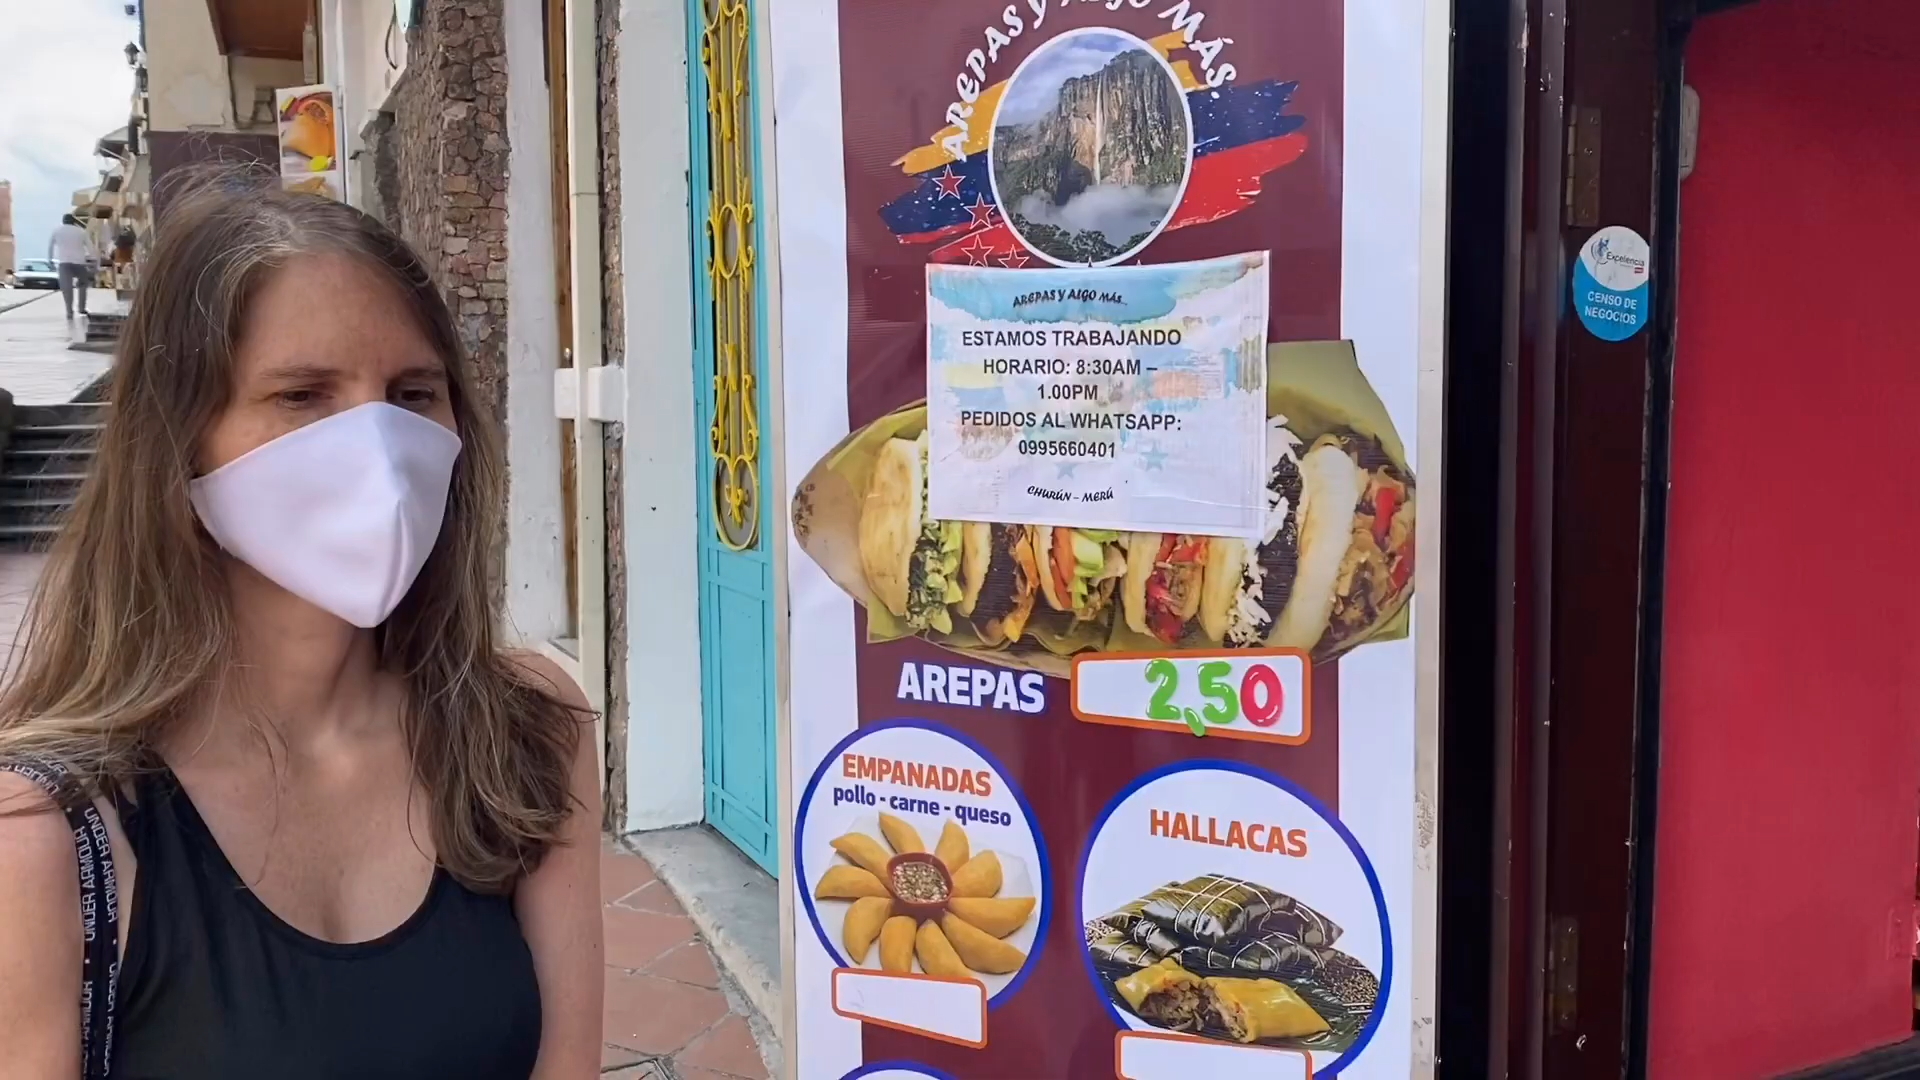 AREPAS Y ALGO MÁS.
AREPAS Y ALGO MÁS..
ESTAMOS TRABAJANDO
HORARIO: 8:30AM –
1.00PM
PEDIDOS AL WHATSAPP:
0995660401
CHURÚN – MERÚ
AREPAS
2,50
EMPANADAS
pollo - carne - queso
HALLACAS
Excelencia
CENSO DE
NEGOCIOS
UNDER ARMOUR • UNDER ARMOUR